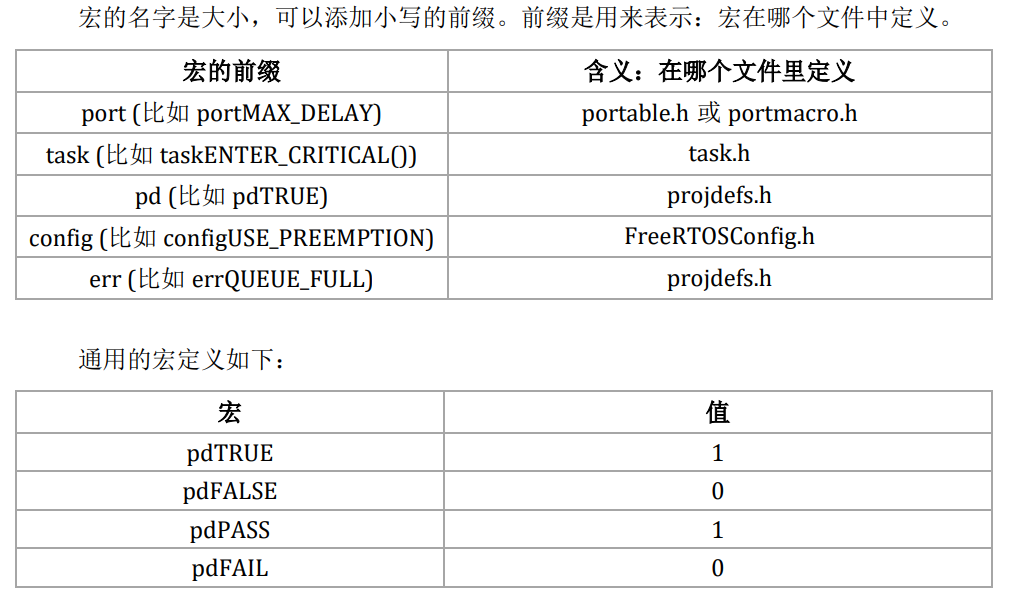 宏的名字是大小，可以添加小写的前缀。前缀是用来表示：宏在哪个文件中定义。
宏的前缀 含义：在哪个文件里定义
port (比如 portMAX_DELAY) portable.h 或 portmacro.h
task (比如 taskENTER_CRITICAL()) task.h
pd (比如 pdTRUE) projdefs.h
config (比如 configUSE_PREEMPTION) FreeRTOSConfig.h
err (比如 errQUEUE_FULL) projdefs.h
通用的宏定义如下：
宏 值
pdTRUE 1
pdFALSE 0
pdPASS 1
pdFAIL 0